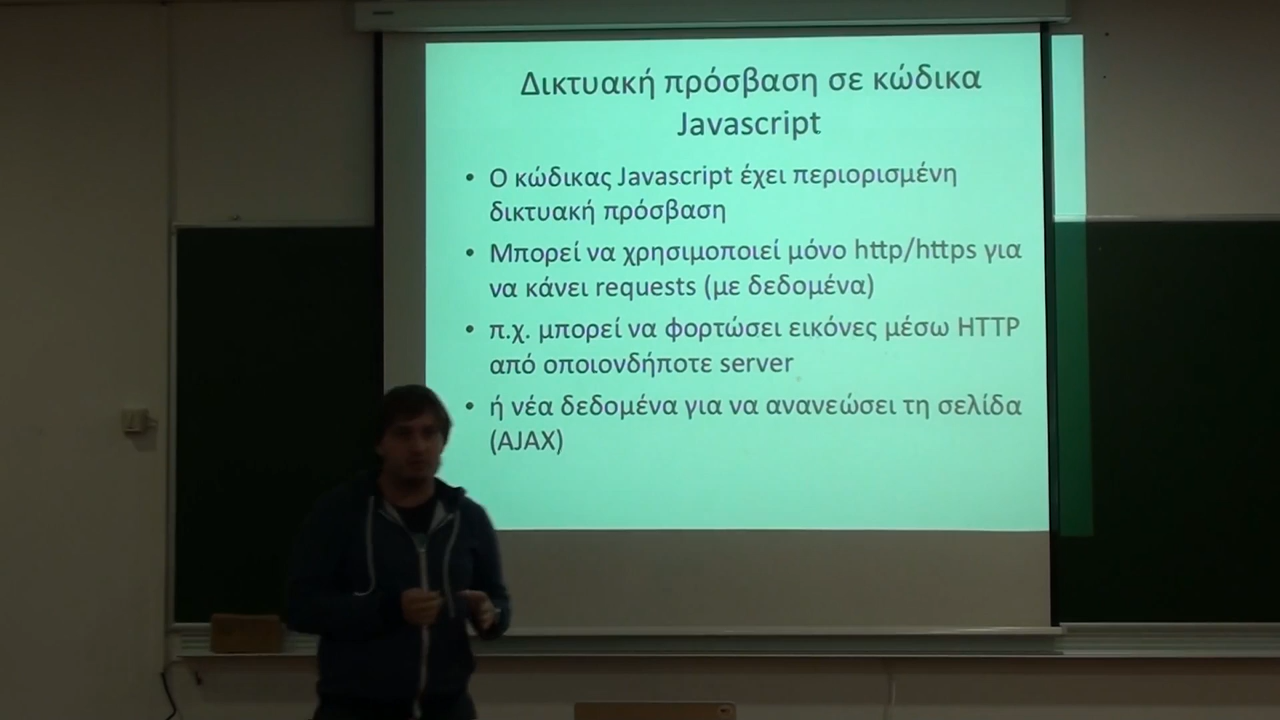 Δικτυακή πρόσβαση σε κώδικα
Javascript
• Ο κώδικας Javascript έχει περιορισμένη
δικτυακή πρόσβαση
• Μπορεί να χρησιμοποιεί μόνο http/https για
να κάνει requests (με δεδομένα)
• π.χ. μπορεί να φορτώσει εικόνες μέσω HTTP
από οποιονδήποτε server
• ή νέα δεδομένα για να ανανεώσει τη σελίδα
(AJAX)